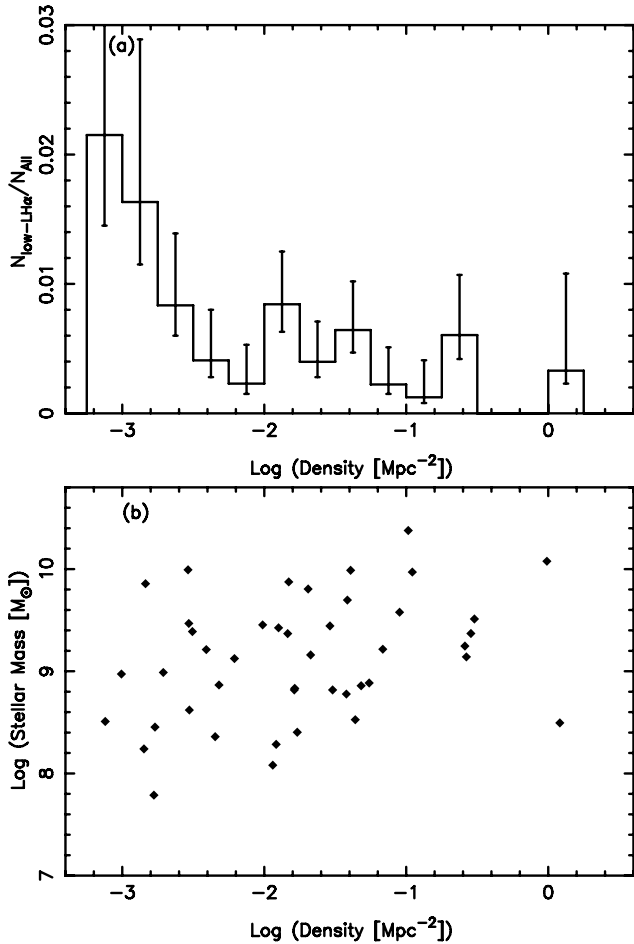 0.03
(a)
0.02
0.01
0
N_low−LHα/N_All
−3 −2 −1 0
Log (Density [Mpc⁻²])
(b)
10
9
8
7
Log (Stellar Mass [M_⊙])
−3 −2 −1 0
Log (Density [Mpc⁻²])